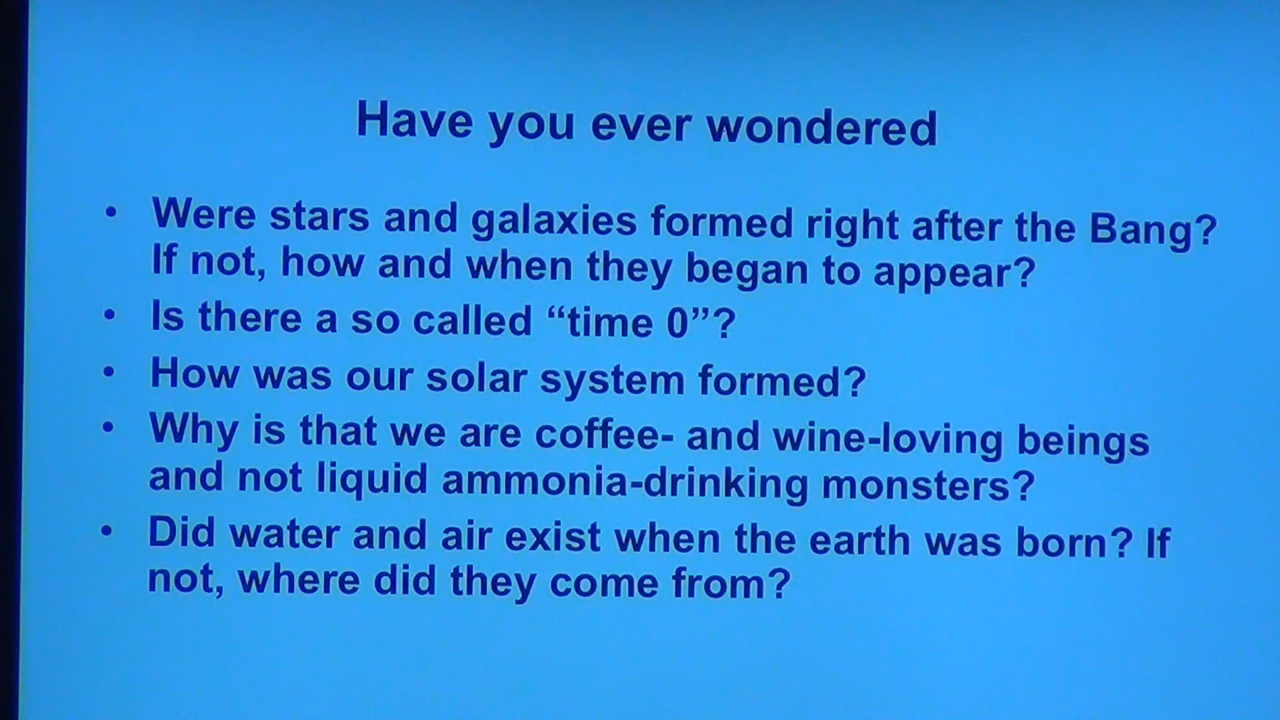 Have you ever wondered
• Were stars and galaxies formed right after the Bang?
If not, how and when they began to appear?
• Is there a so called “time 0”?
• How was our solar system formed?
• Why is that we are coffee- and wine-loving beings
and not liquid ammonia-drinking monsters?
• Did water and air exist when the earth was born? If
not, where did they come from?